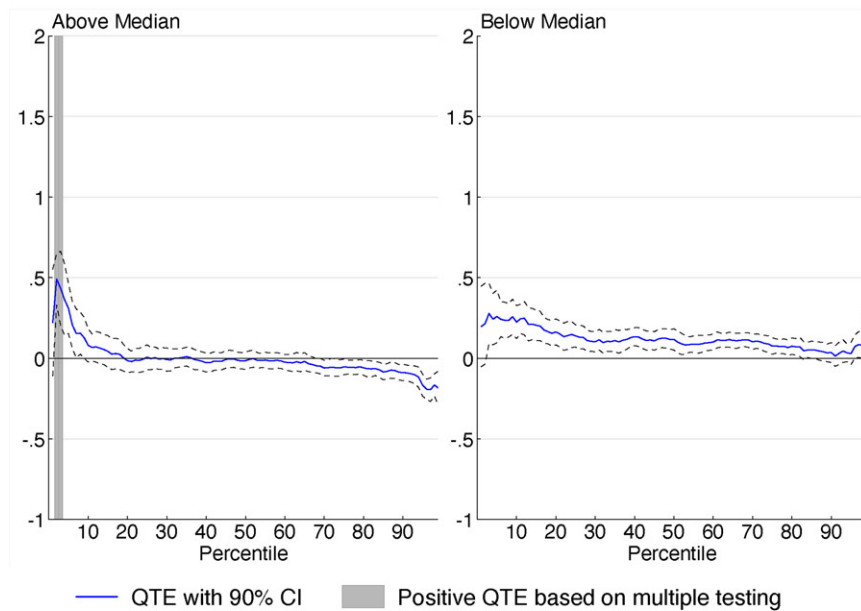 Above Median
2
1.5
1
.5
0
-.5
-1
10 20 30 40 50 60 70 80 90
Percentile
Below Median
2
1.5
1
.5
0
-.5
-1
10 20 30 40 50 60 70 80 90
Percentile
QTE with 90% CI
Positive QTE based on multiple testing